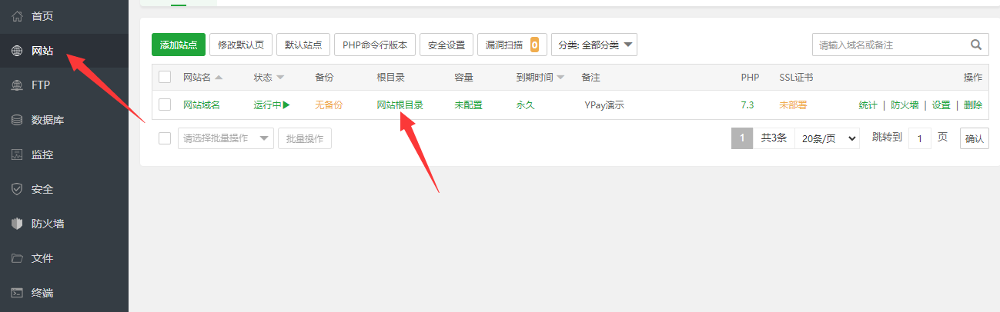 首页
网站
FTP
数据库
监控
安全
防火墙
文件
终端
添加站点 修改默认页 默认站点 PHP命令行版本 安全设置 漏洞扫描 0 分类: 全部分类 请输入域名或备注
网站名 状态 备份 根目录 容量 到期时间 备注 PHP SSL证书 操作
网站域名 运行中 无备份 网站根目录 未配置 永久 YPay演示 7.3 未部署 统计 | 防火墙 | 设置 | 删除
请选择批量操作 批量操作 1 共3条 20条/页 跳转到 1 页 确认